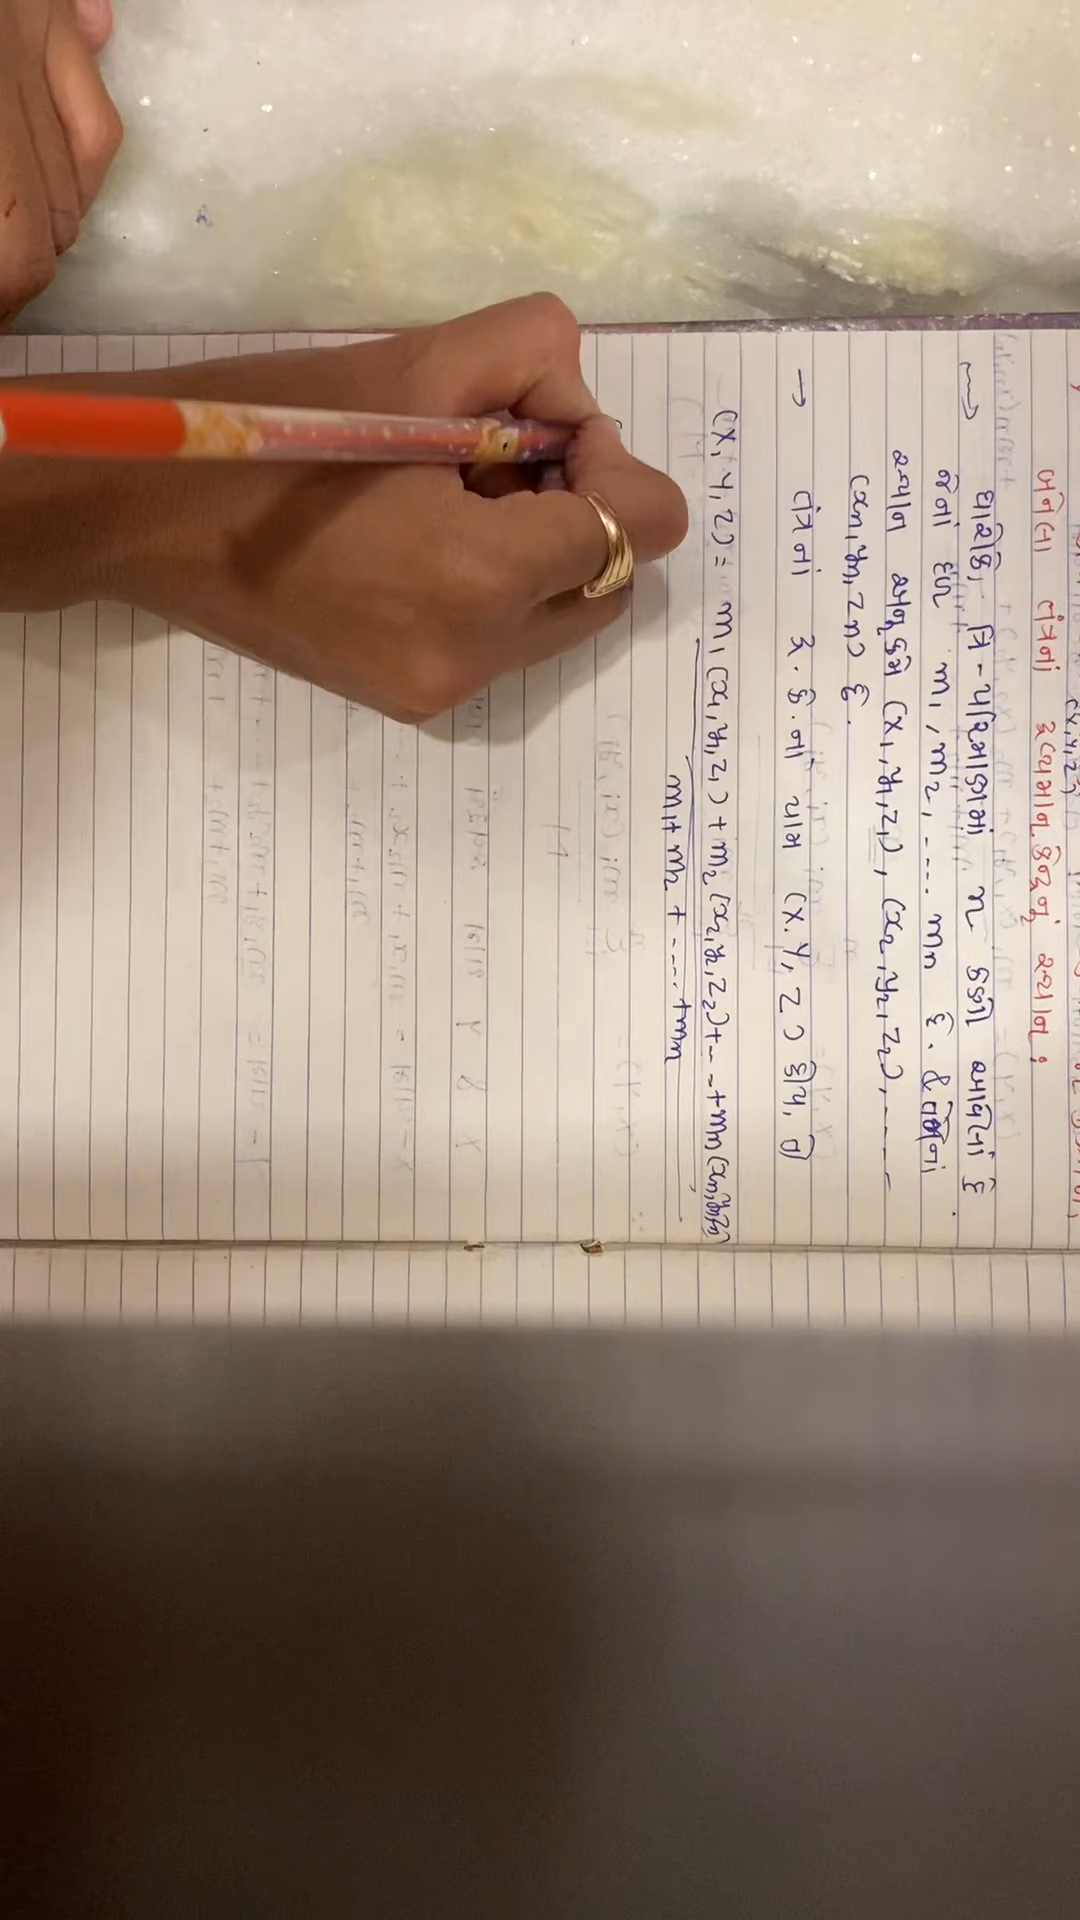 બનેલા તંત્રનાં દ્રવ્યમાન કેન્દ્રનું સ્થાન :
→ ધારોકે, ત્રિ-પરિમાણમાં n કણો આવેલાં છે
જેનાં દળ m₁, m₂, .... mn છે. તેમનાં
સ્થાન અનુક્રમે (x₁, y₁, z₁), (x₂, y₂, z₂), -----
(xn, yn, zn) છે.
→ તંત્રનાં દ્ર.કે.નાં યામ (X, Y, Z) હોય, તો
(X, Y, Z) = m₁(x₁, y₁, z₁) + m₂(x₂, y₂, z₂) + --- + mn(xn, yn, zn)
m₁ + m₂ + ---- + mn